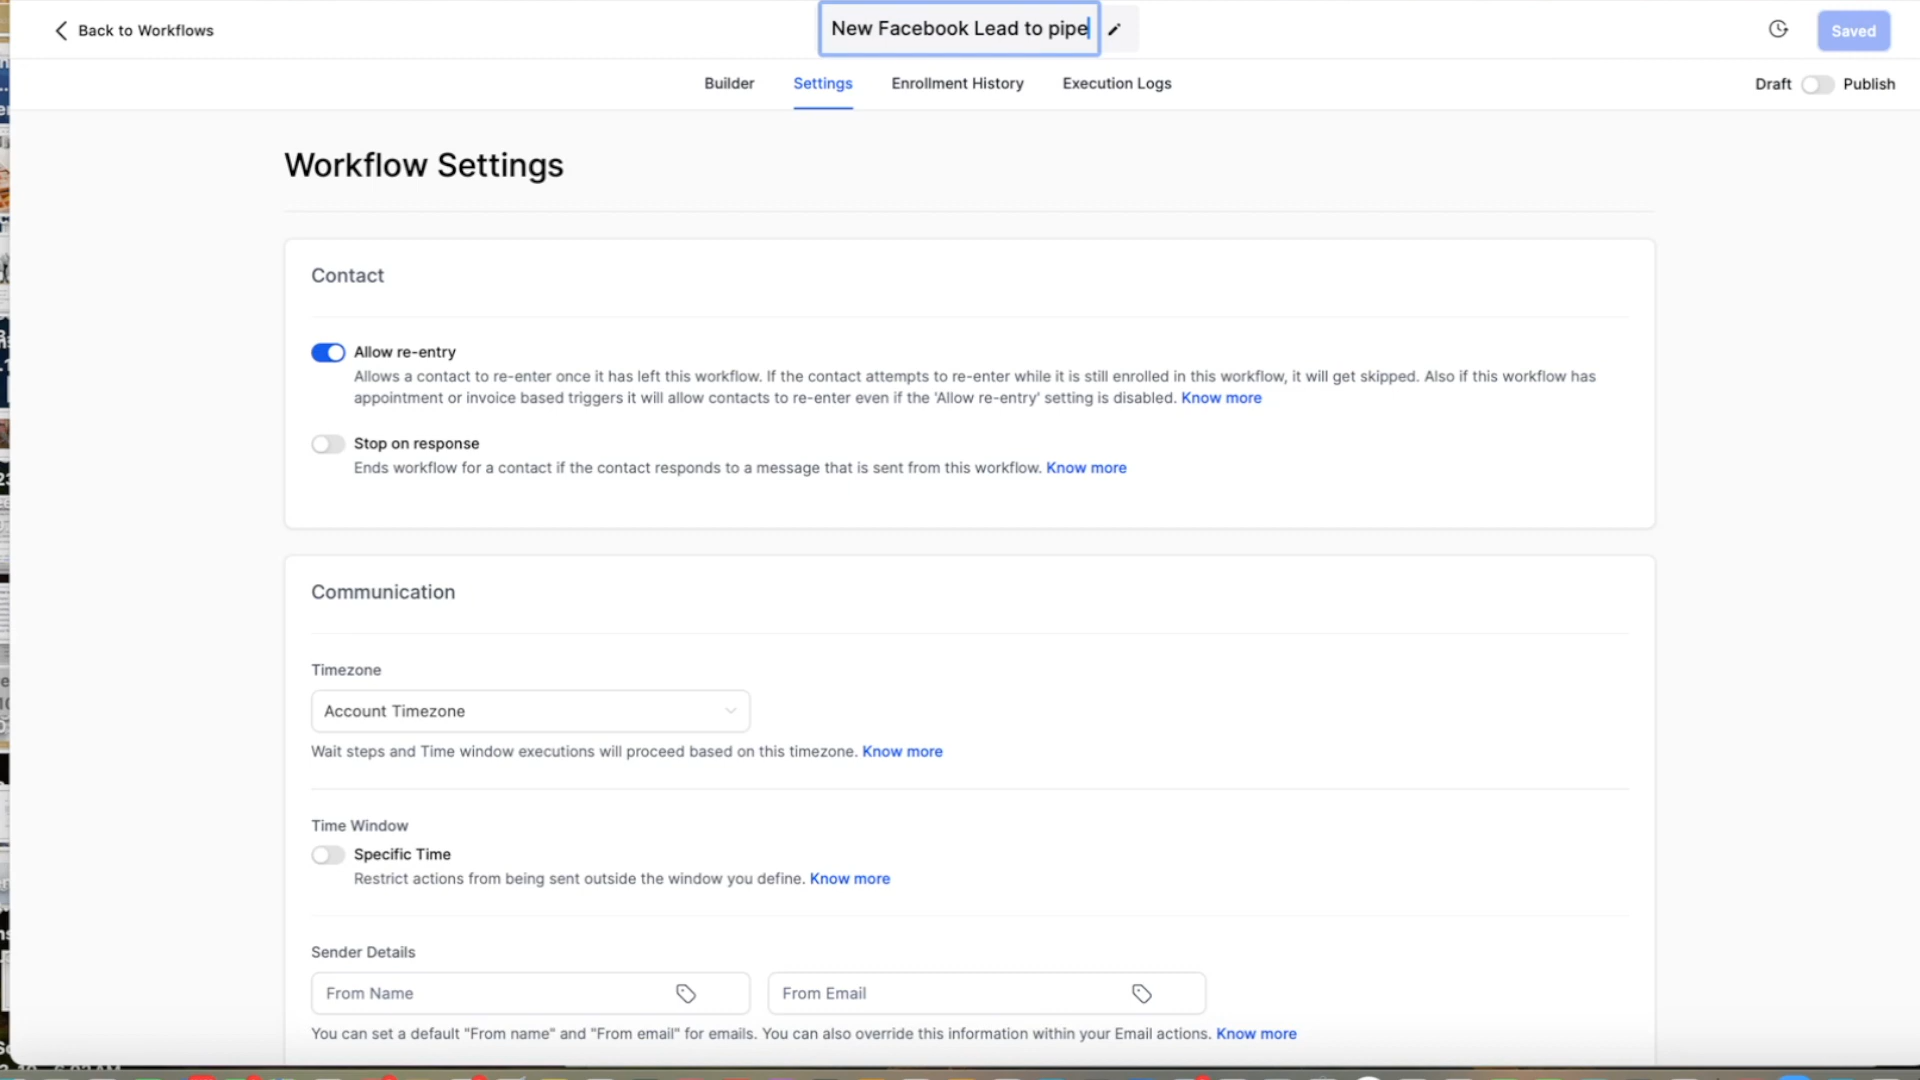 Back to Workflows
New Facebook Lead to pipe
Saved
Builder
Settings
Enrollment History
Execution Logs
Draft
Publish
Workflow Settings
Contact
Allow re-entry
Allows a contact to re-enter once it has left this workflow. If the contact attempts to re-enter while it is still enrolled in this workflow, it will get skipped. Also if this workflow has
appointment or invoice based triggers it will allow contacts to re-enter even if the 'Allow re-entry' setting is disabled. Know more
Stop on response
Ends workflow for a contact if the contact responds to a message that is sent from this workflow. Know more
Communication
Timezone
Account Timezone
Wait steps and Time window executions will proceed based on this timezone. Know more
Time Window
Specific Time
Restrict actions from being sent outside the window you define. Know more
Sender Details
From Name
From Email
You can set a default "From name" and "From email" for emails. You can also override this information within your Email actions. Know more